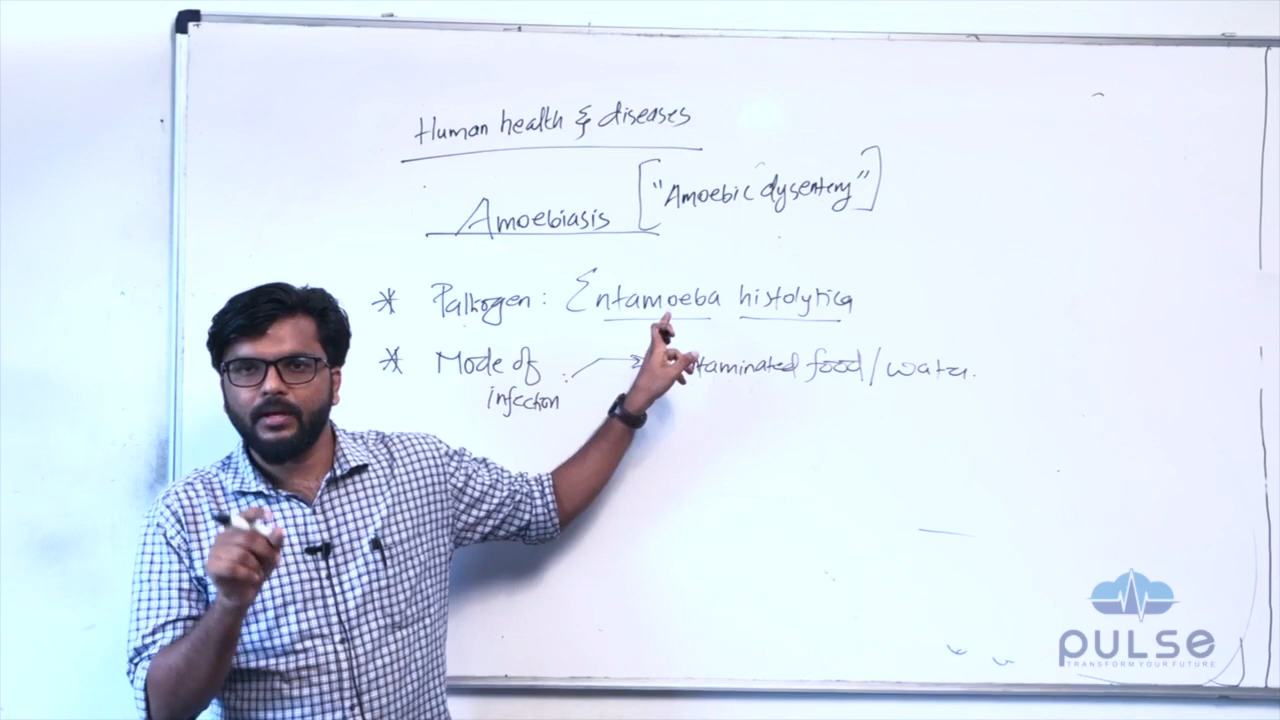 Human health & diseases
Amoebiasis ["Amoebic dysentery"]
* Pathogen: Entamoeba histolytica
* Mode of infection : food/water.
PULSE
TRANSFORM YOUR FUTURE